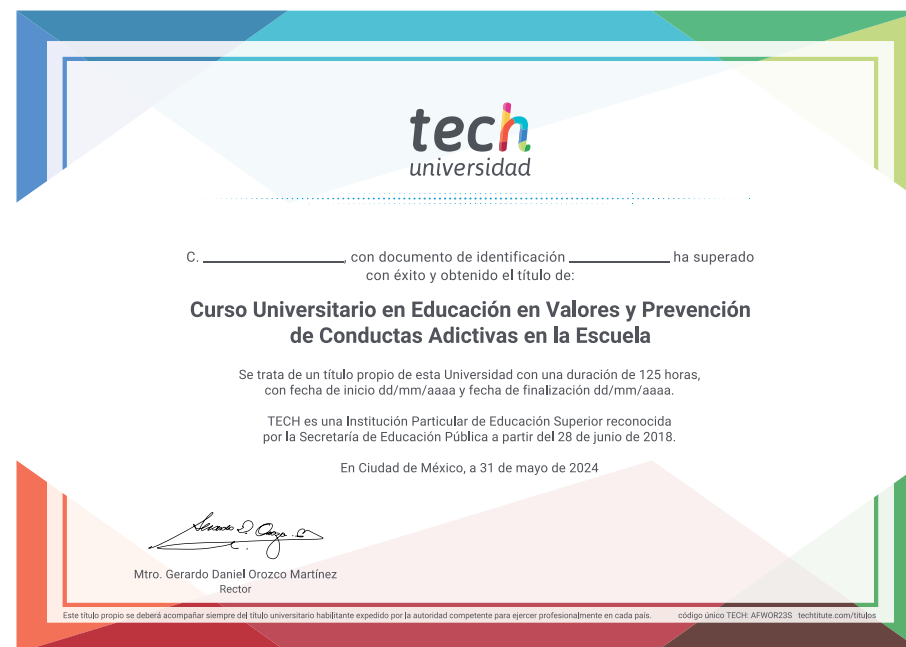 tech
universidad
C. ____________, con documento de identificación ____________ ha superado
con éxito y obtenido el título de:
Curso Universitario en Educación en Valores y Prevención
de Conductas Adictivas en la Escuela
Se trata de un título propio de esta Universidad con una duración de 125 horas,
con fecha de inicio dd/mm/aaaa y fecha de finalización dd/mm/aaaa.
TECH es una Institución Particular de Educación Superior reconocida
por la Secretaría de Educación Pública a partir del 28 de junio de 2018.
En Ciudad de México, a 31 de mayo de 2024
Mtro. Gerardo Daniel Orozco Martínez
Rector
Este título propio se deberá acompañar siempre del título universitario habilitante expedido por la autoridad competente para ejercer profesionalmente en cada país. código único TECH: AFWOR23S techtitute.com/titulos